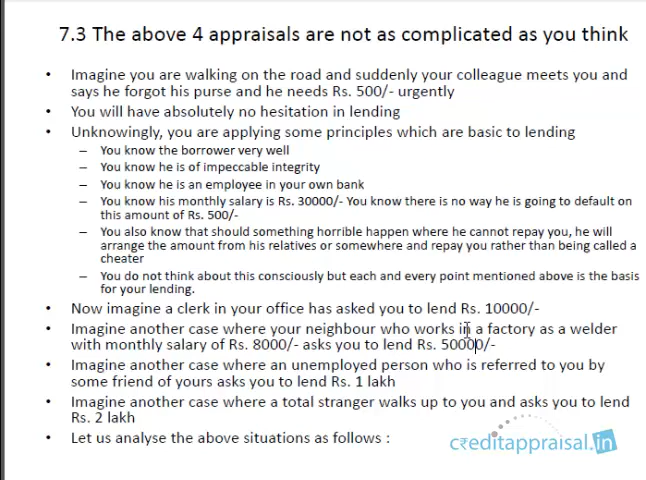 7.3 The above 4 appraisals are not as complicated as you think
• Imagine you are walking on the road and suddenly your colleague meets you and
says he forgot his purse and he needs Rs. 500/- urgently
• You will have absolutely no hesitation in lending
• Unknowingly, you are applying some principles which are basic to lending
– You know the borrower very well
– You know he is of impeccable integrity
– You know he is an employee in your own bank
– You know his monthly salary is Rs. 30000/- You know there is no way he is going to default on
this amount of Rs. 500/-
– You also know that should something horrible happen where he cannot repay you, he will
arrange the amount from his relatives or somewhere and repay you rather than being called a
cheater
– You do not think about this consciously but each and every point mentioned above is the basis
for your lending.
• Now imagine a clerk in your office has asked you to lend Rs. 10000/-
• Imagine another case where your neighbour who works in a factory as a welder
with monthly salary of Rs. 8000/- asks you to lend Rs. 50000/-
• Imagine another case where an unemployed person who is referred to you by
some friend of yours asks you to lend Rs. 1 lakh
• Imagine another case where a total stranger walks up to you and asks you to lend
Rs. 2 lakh
• Let us analyse the above situations as follows :
c₹editappraisal.in